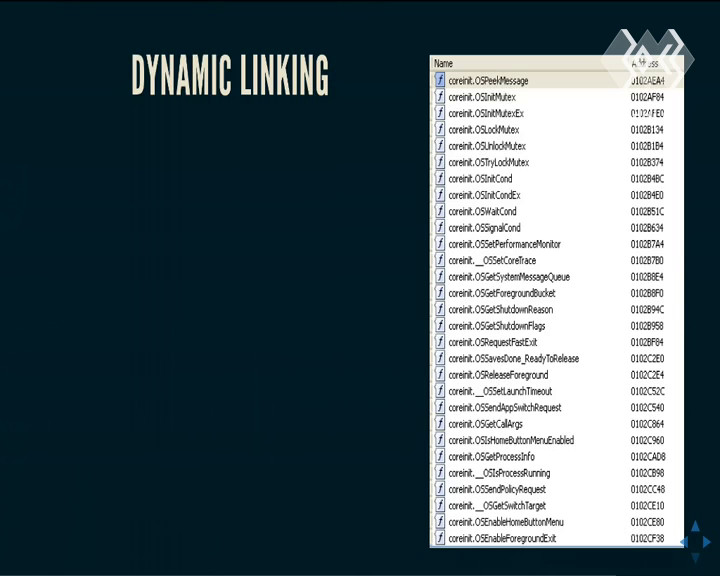 DYNAMIC LINKING
Name Address
coreinit.OSPeekMessage 0102AEA4
coreinit.OSInitMutex 0102AF84
coreinit.OSInitMutexEx 0102AFE0
coreinit.OSLockMutex 0102B134
coreinit.OSUnlockMutex 0102B1B4
coreinit.OSTryLockMutex 0102B374
coreinit.OSInitCond 0102B4BC
coreinit.OSInitCondEx 0102B4E0
coreinit.OSWaitCond 0102B51C
coreinit.OSSignalCond 0102B634
coreinit.OSSetPerformanceMonitor 0102B7A4
coreinit.__OSSetCoreTrace 0102B7B0
coreinit.OSGetSystemMessageQueue 0102B8E4
coreinit.OSGetForegroundBucket 0102B8F0
coreinit.OSGetShutdownReason 0102B94C
coreinit.OSGetShutdownFlags 0102B958
coreinit.OSRequestFastExit 0102BF84
coreinit.OSSavesDone_ReadyToRelease 0102C2E0
coreinit.OSReleaseForeground 0102C2E4
coreinit.__OSSetLaunchTimeout 0102C52C
coreinit.OSSendAppSwitchRequest 0102C540
coreinit.OSGetCallArgs 0102C864
coreinit.OSIsHomeButtonMenuEnabled 0102C960
coreinit.OSGetProcessInfo 0102CAD8
coreinit.__OSIsProcessRunning 0102CB98
coreinit.OSSendPolicyRequest 0102CC48
coreinit.__OSGetSwitchTarget 0102CE10
coreinit.OSEnableHomeButtonMenu 0102CE80
coreinit.OSEnableForegroundExit 0102CF38